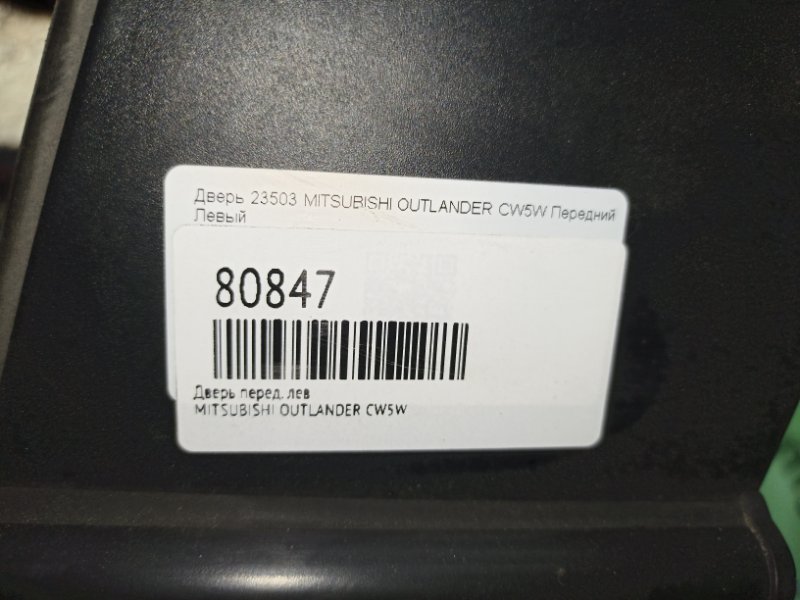 Дверь 23503 MITSUBISHI OUTLANDER CW5W Передний
Левый
80847
Дверь перед. лев
MITSUBISHI OUTLANDER CW5W